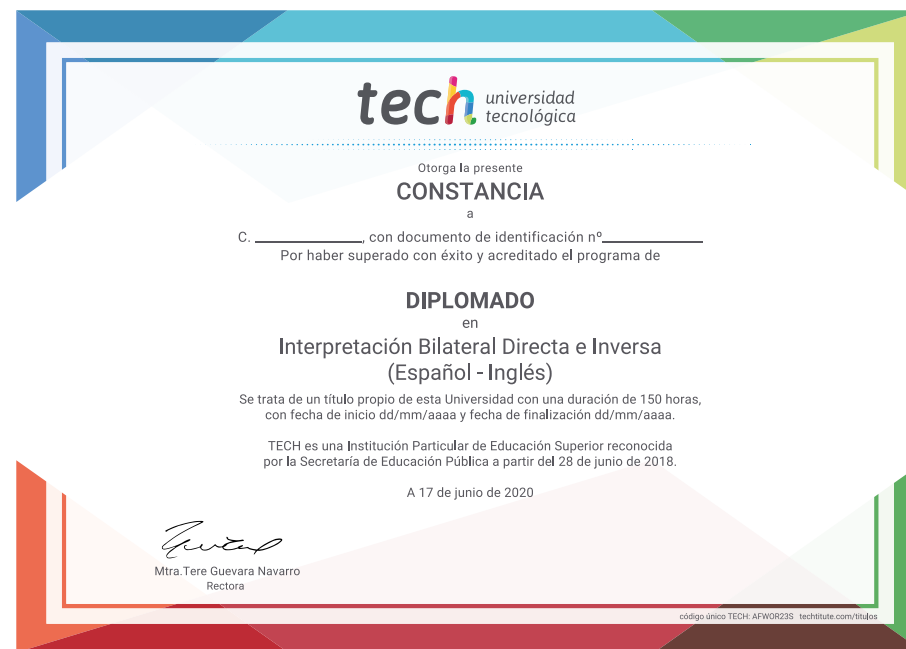 tech universidad
tecnológica
Otorga la presente
CONSTANCIA
a
C. ____________, con documento de identificación nº____________
Por haber superado con éxito y acreditado el programa de
DIPLOMADO
en
Interpretación Bilateral Directa e Inversa
(Español - Inglés)
Se trata de un título propio de esta Universidad con una duración de 150 horas,
con fecha de inicio dd/mm/aaaa y fecha de finalización dd/mm/aaaa.
TECH es una Institución Particular de Educación Superior reconocida
por la Secretaría de Educación Pública a partir del 28 de junio de 2018.
A 17 de junio de 2020
Mtra.Tere Guevara Navarro
Rectora
código único TECH: AFWOR23S techtitute.com/titulos